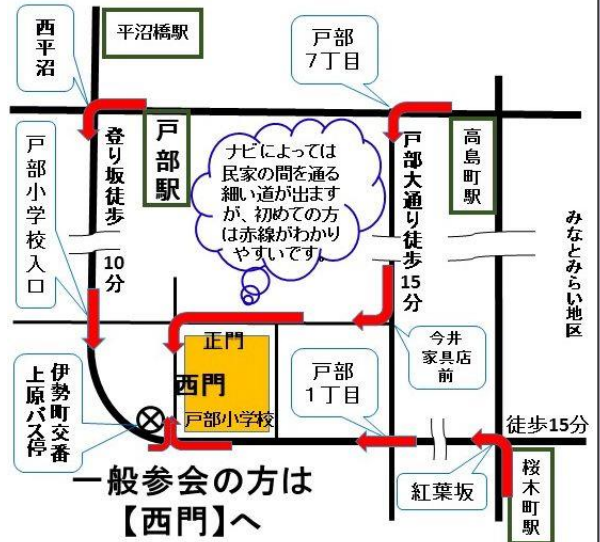 平沼橋駅
西平沼
戸部
7丁目
戸部駅
高島町駅
戸部小学校入口
登り坂徒歩
10分
ナビによっては
民家の間を通る
細い道が出ます
が、初めての方
は赤線がわかり
やすいです。
戸部大通り徒歩
15分
みなとみらい地区
正門
西門
戸部小学校
今井
家具店
前
戸部
1丁目
伊勢町交番
上原バス停
徒歩15分
紅葉坂
桜木町駅
一般参会の方は
【西門】へ